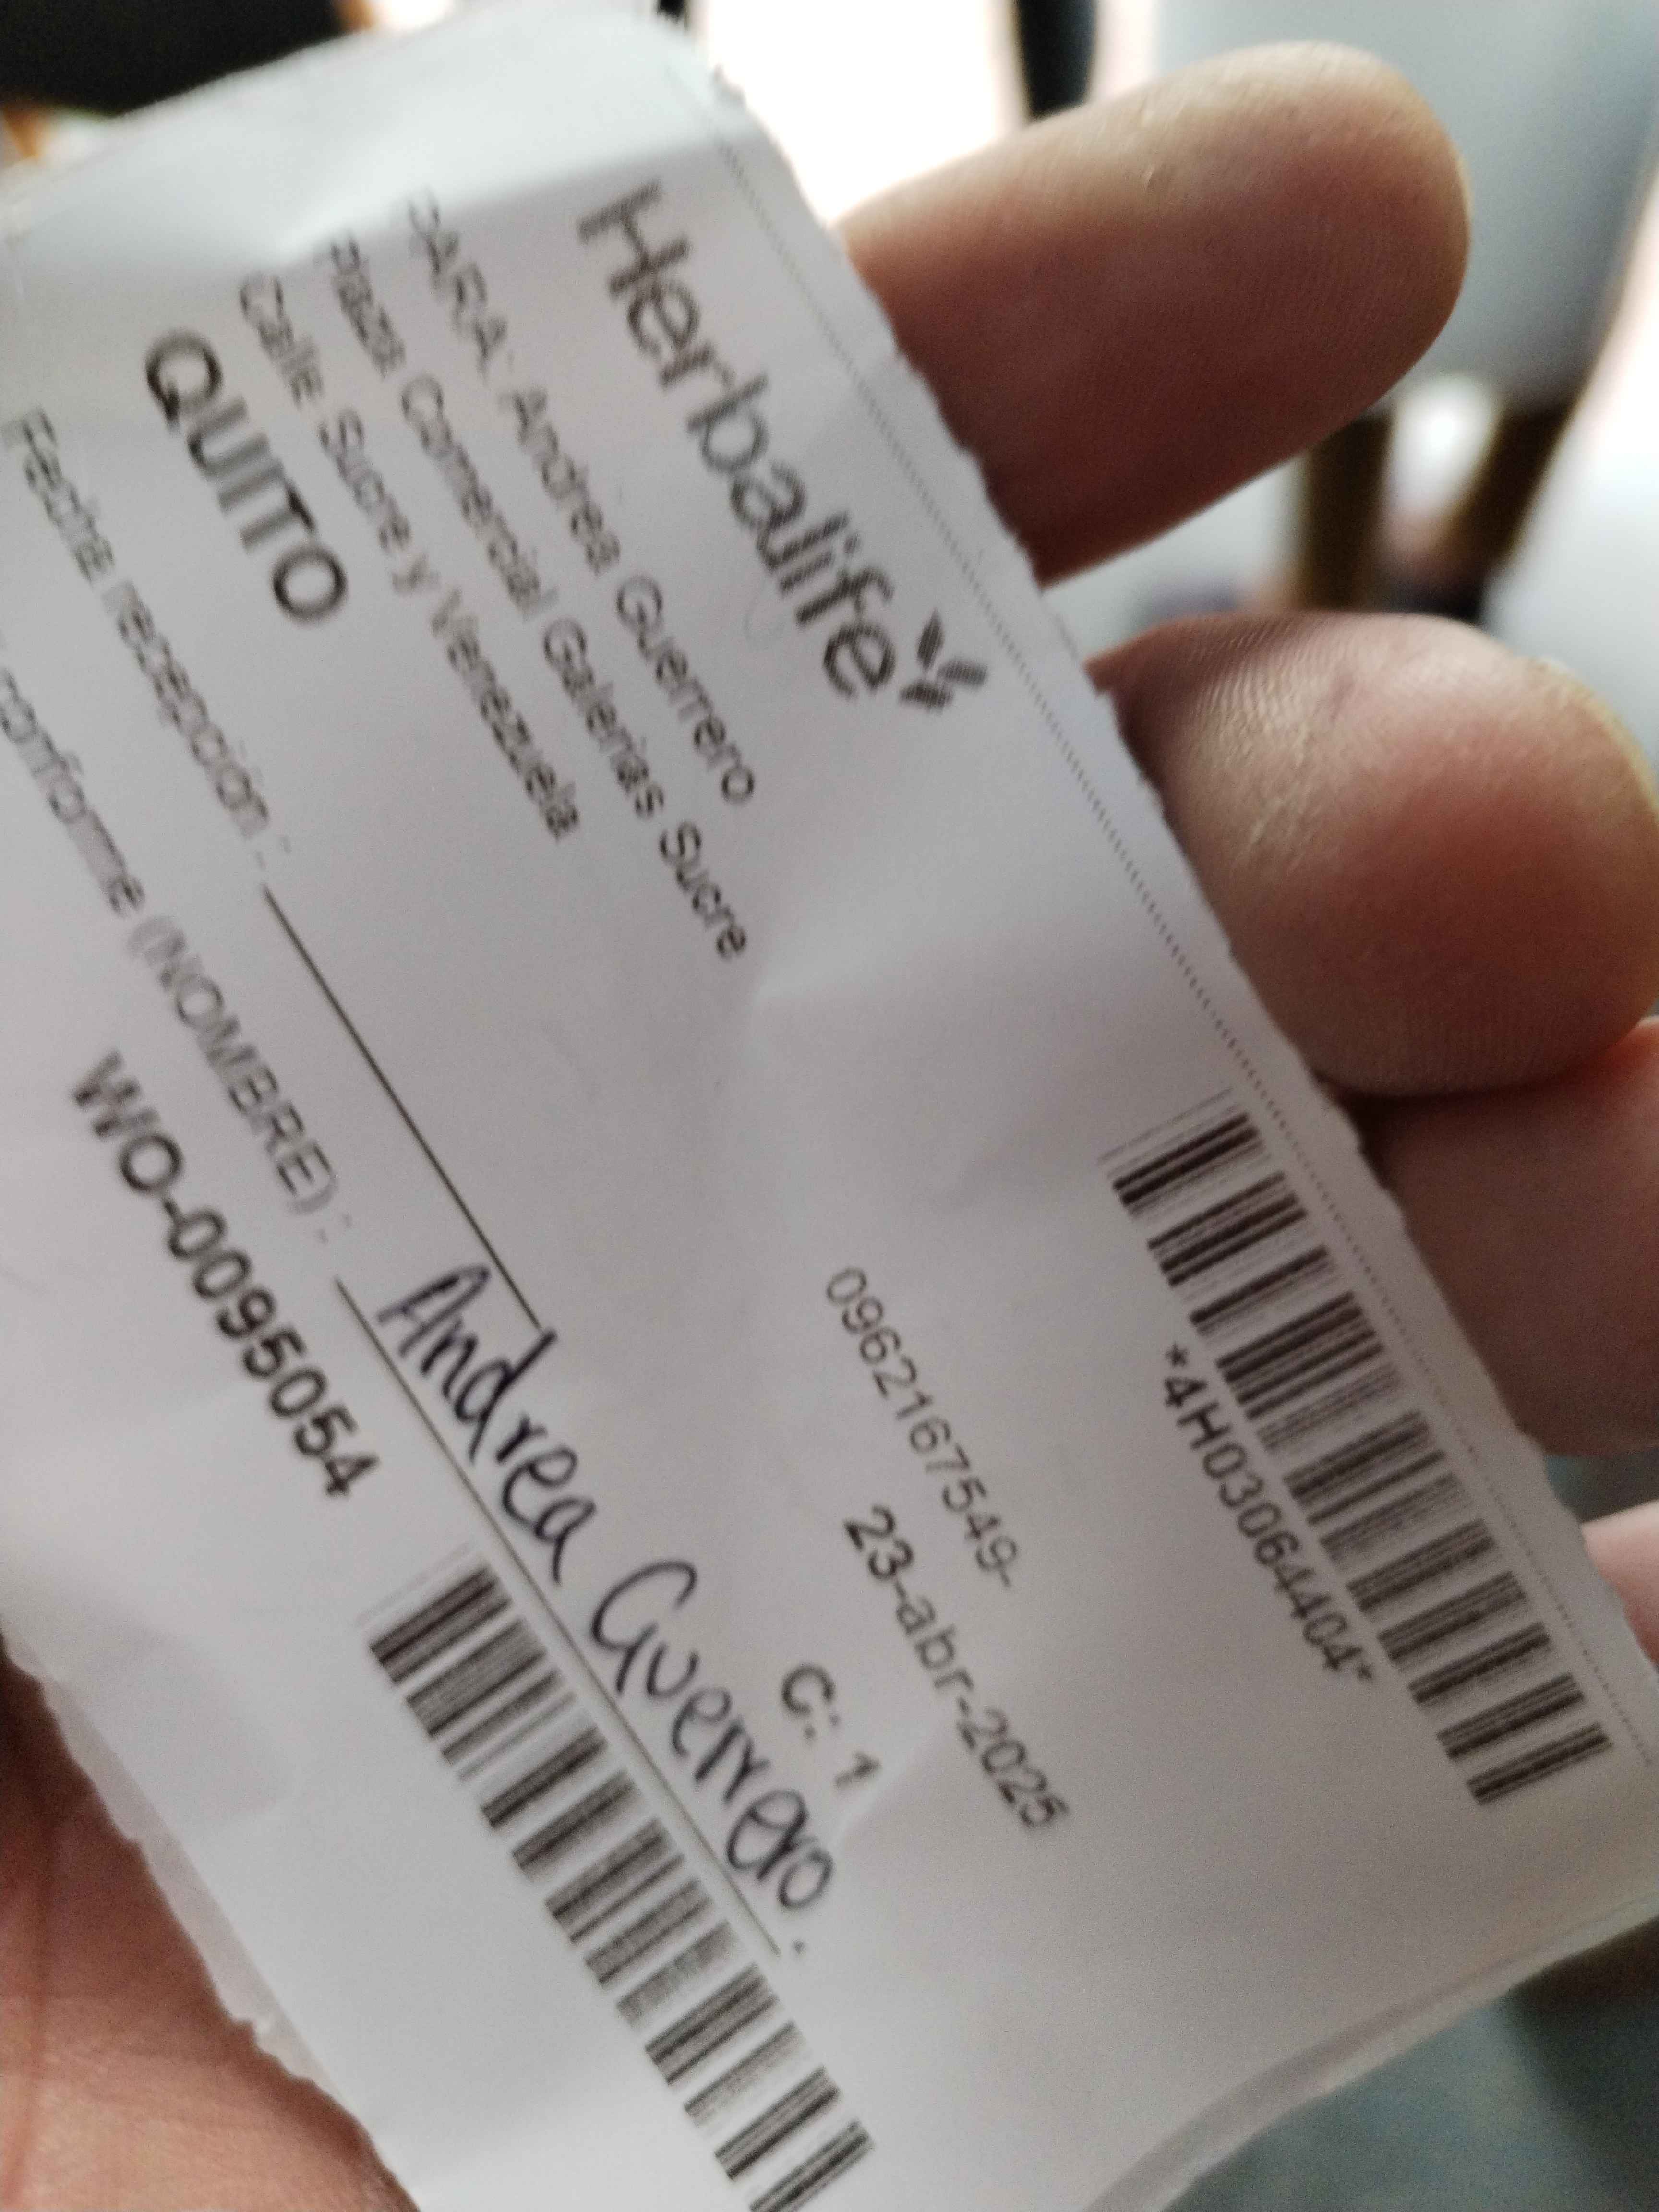 Herbalife
*4H03064404*
PARA: Andrea Guerrero
0962167549-
Plaza Comercial Galerias Sucre
23-abr-2025
Calle Sucre y Venezuela
QUITO
C: 1
Fecha recepcion :
conforme (NOMBRE) : Andrea Guerrero.
WO-0095054